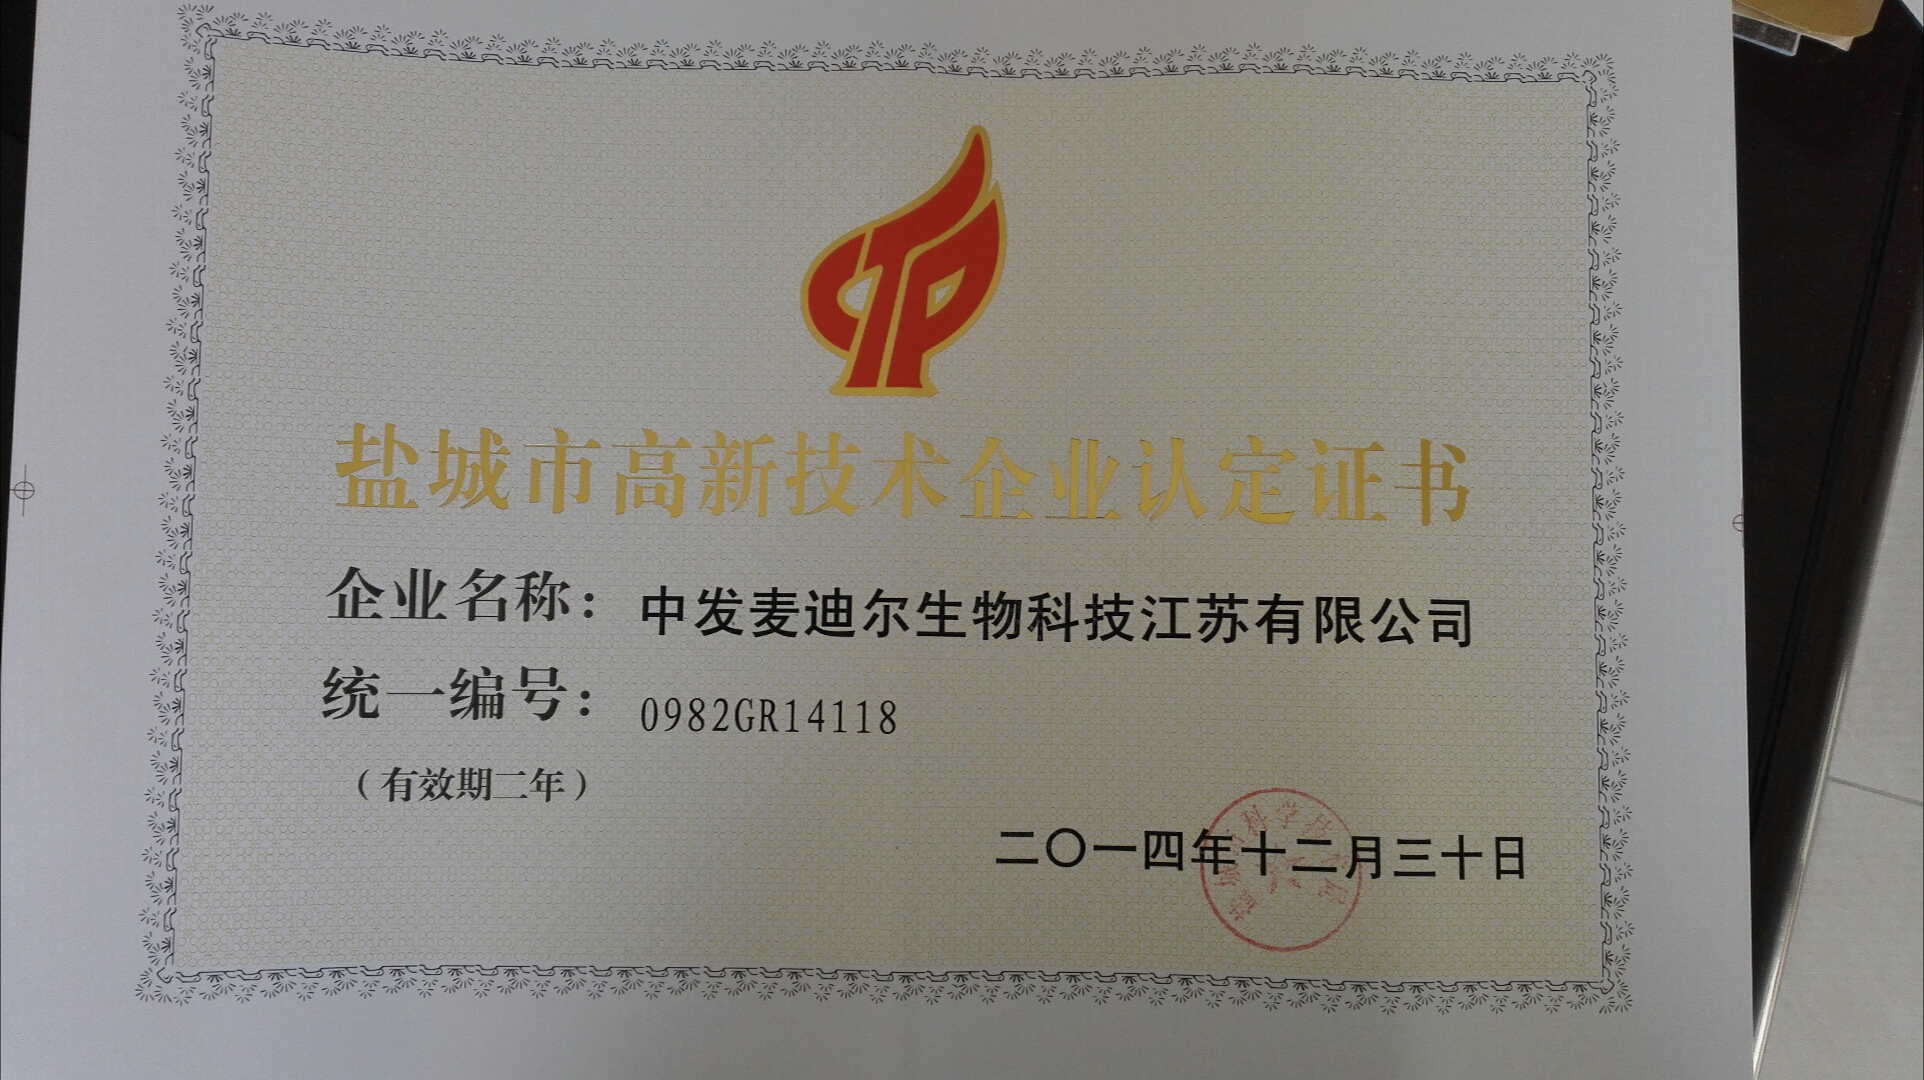 盐城市高新技术企业认定证书
企业名称：中发麦迪尔生物科技江苏有限公司
统一编号：0982GR14118
（有效期二年）
二〇一四年十二月三十日